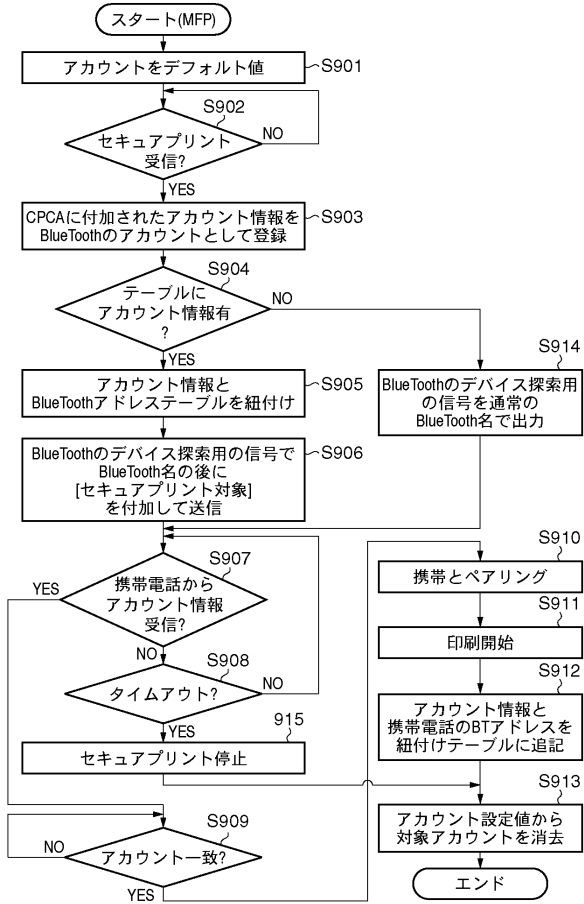 スタート(MFP)
アカウントをデフォルト値
S901
S902
セキュアプリント
受信?
NO
YES
CPCAに付加されたアカウント情報を
BlueToothのアカウントとして登録
S903
S904
テーブルに
アカウント情報有
?
NO
YES
アカウント情報と
BlueToothアドレステーブルを紐付け
S905
S914
BlueToothのデバイス探索用
の信号を通常の
BlueTooth名で出力
BlueToothのデバイス探索用の信号で
BlueTooth名の後に
[セキュアプリント対象]
を付加して送信
S906
S907
携帯電話から
アカウント情報
受信?
YES
NO
S908
タイムアウト?
NO
YES
915
セキュアプリント停止
S909
アカウント一致?
NO
YES
S910
携帯とペアリング
S911
印刷開始
S912
アカウント情報と
携帯電話のBTアドレスを
紐付けテーブルに追記
S913
アカウント設定値から
対象アカウントを消去
エンド